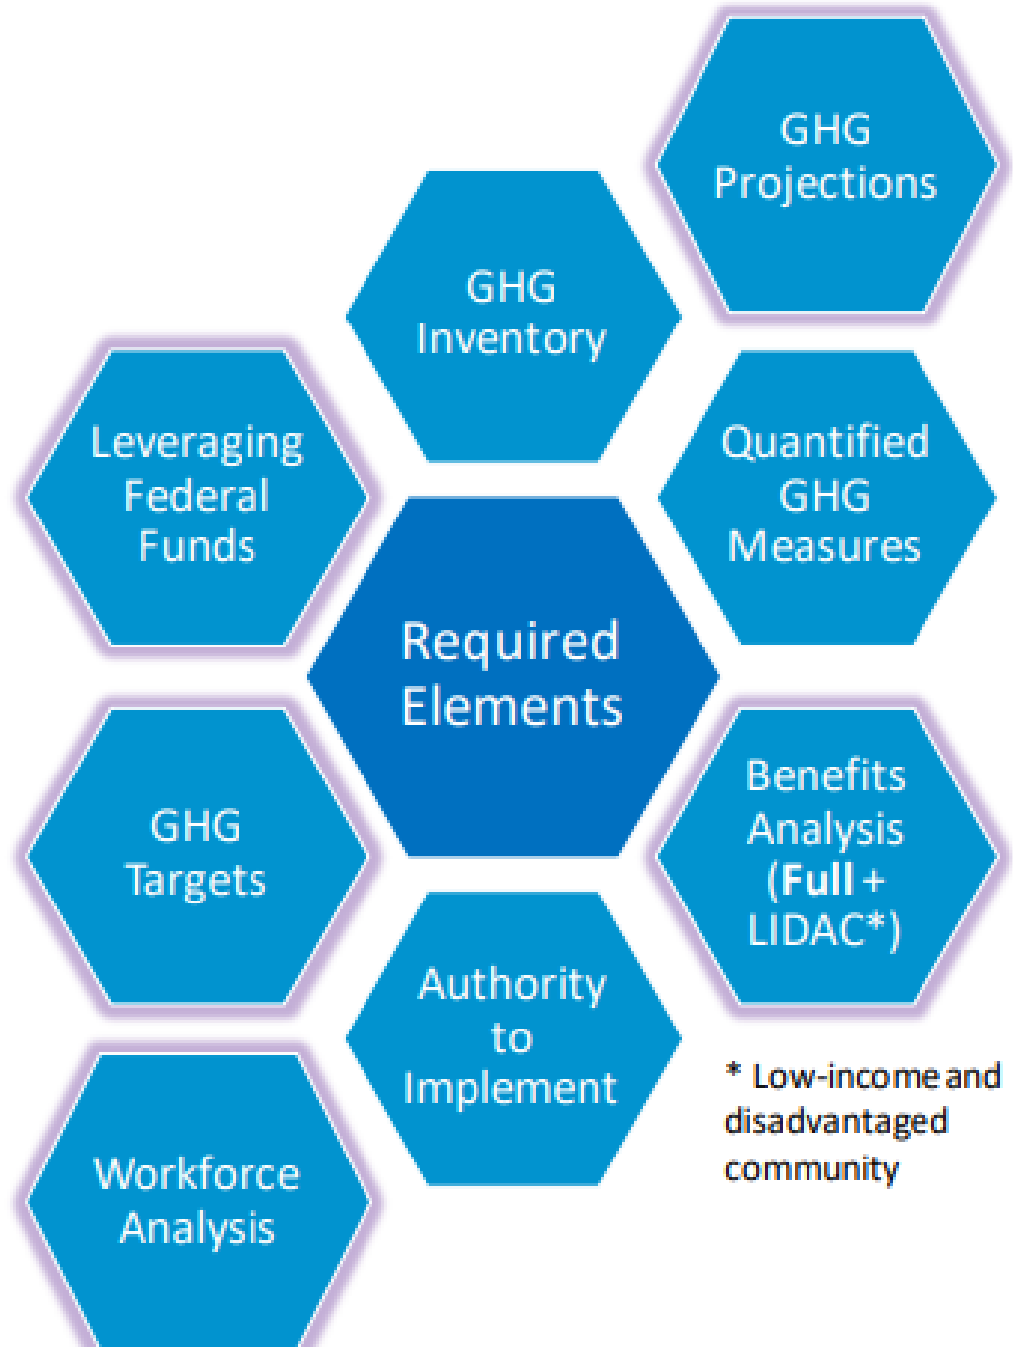 GHG
Projections
GHG
Inventory
Leveraging
Federal
Funds
Quantified
GHG
Measures
Required
Elements
GHG
Targets
Benefits
Analysis
(Full +
LIDAC*)
Authority
to
Implement
* Low-income and
disadvantaged
community
Workforce
Analysis